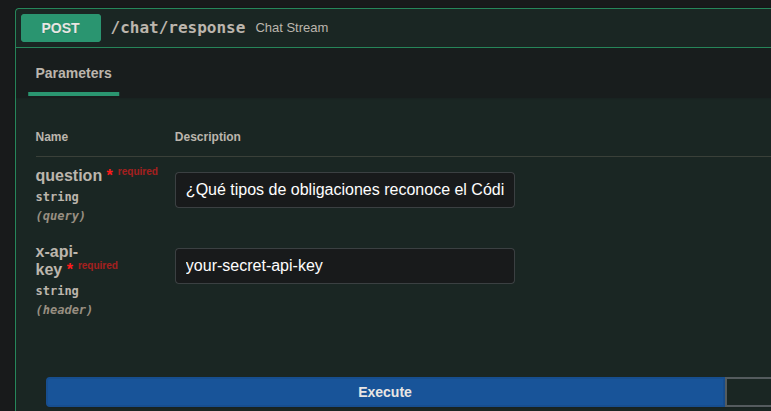 POST /chat/response Chat Stream
Parameters
Name Description
question * required
string
(query)
¿Qué tipos de obligaciones reconoce el Códi
x-api-
key * required
string
(header)
your-secret-api-key
Execute